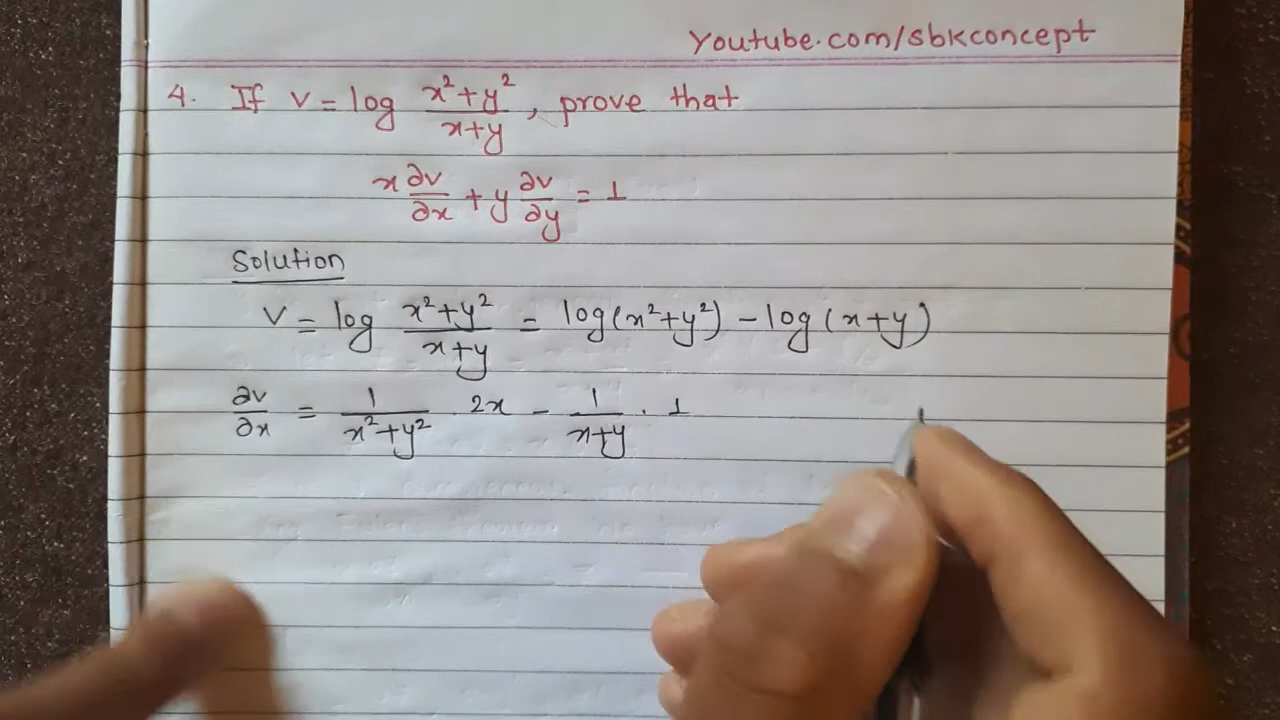 Youtube.com/sbkconcept
4. If v = log (x²+y²)/(x+y), prove that
x ∂v/∂x + y ∂v/∂y = 1
Solution
v = log (x²+y²)/(x+y) = log(x²+y²) - log(x+y)
∂v/∂x = 1/(x²+y²) . 2x - 1/(x+y) . 1